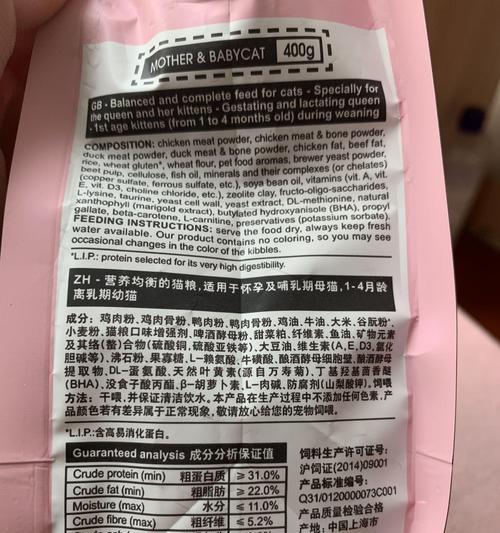 MOTHER & BABYCAT 400g
GB - Balanced and complete feed for cats - Specially for
the queen and her kittens - Gestating and lactating queen
- 1st age kittens (from 1 to 4 months old) during weaning
COMPOSITION: chicken meat powder, chicken meat & bone powder,
duck meat powder, duck meat & bone powder, chicken fat, beef fat,
rice, wheat gluten*, wheat flour, pet food aromas, brewer yeast powder,
beet pulp, cellulose, fish oil, minerals and their complexes (or chelates)
(copper sulfate, ferrous sulfate, etc.), soya bean oil, vitamins (vit. A, vit.
E, vit. D3, choline chloride, etc.), zeolite clay, fructo-oligo-saccharides,
L-lysine, taurine, yeast cell wall, yeast extract, DL-methionine, natural
xanthophyll (marigold extract), butylated hydroxyanisole (BHA), propyl
gallate, beta-carotene, L-carnitine, preservatives (potassium sorbate).
FEEDING INSTRUCTIONS: serve the food dry, always keep fresh
water available. Our product contains no coloring, so you may see
occasional changes in the color of the kibbles.
*L.I.P.: protein selected for its very high digestibility.
ZH - 营养均衡的猫粮,适用于怀孕及哺乳期母猫,1-4月龄
离乳期幼猫
成分: 鸡肉粉、鸡肉骨粉、鸭肉粉、鸭肉骨粉、鸡油、牛油、大米、谷朊粉*、
小麦粉、猫粮口味增强剂、啤酒酵母粉、甜菜粕、纤维素、鱼油、矿物元素
及其络(螯)合物(硫酸铜,硫酸亚铁等)、大豆油、维生素(A,E,D3,氯化
胆碱等)、沸石粉、果寡糖、L-赖氨酸、牛磺酸、酿酒酵母细胞壁、酿酒酵母
提取物、DL-蛋氨酸、天然叶黄素(源自万寿菊)、丁基羟基茴香醚
(BHA)、没食子酸丙酯、β-胡萝卜素、L-肉碱、防腐剂(山梨酸钾)。饲喂
方法: 干喂,并保证清洁饮水。本产品在生产过程中不添加任何色素,产
品颜色若有差异属于正常现象,敬请放心给您的宠物饲喂。
*L.I.P.:含高易消化蛋白。
Guaranteed analysis 成分分析保证值
Crude protein (min) 粗蛋白质 ≥ 31.0%
Crude fat (min) 粗脂肪 ≥ 22.0%
Moisture (max) 水分 ≤ 11.0%
Crude fibre (max) 粗纤维 ≤ 5.2%
饲料生产许可证号:
沪饲证(2014)09001
产品标准编号:
Q31/0120000073C001
产品质量检验合格
产地: 中国上海市